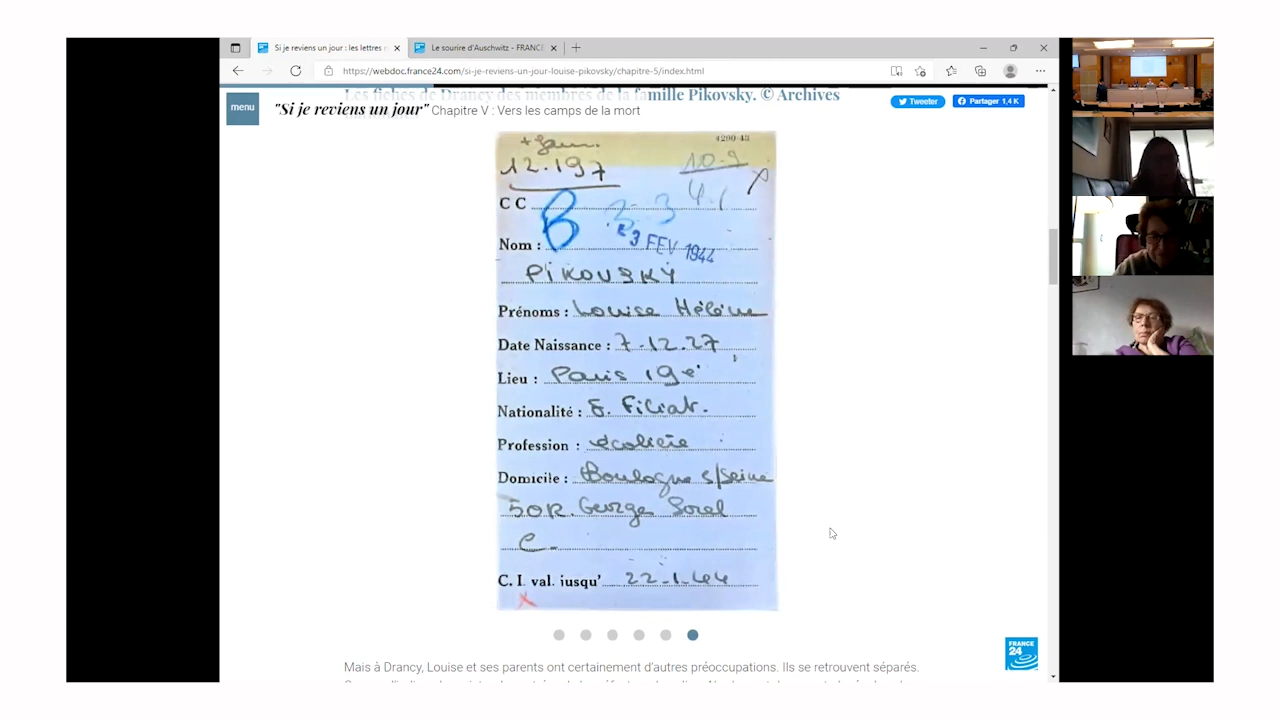 Si je reviens un jour : les lettres r
Le sourire d'Auschwitz - FRANCE
https://webdoc.france24.com/si-je-reviens-un-jour-louise-pikovsky/chapitre-5/index.html
Les fiches de Drancy des membres de la famille Pikovsky. © Archives
menu
"Si je reviens un jour" Chapitre V : Vers les camps de la mort
Tweeter
Partager 1,4 K
4200-43
12.197
10-9
C C
B
3 FEV 1944
Nom :
PIKOVSKY
Prénoms : Louise Hélène
Date Naissance : 7-12.27
Lieu : Paris 19e
Nationalité : F. Filiat.
Profession : écolière
Domicile : Boulogne s/Seine
50 R. George Sorel
C. I. val. jusqu' 22-1.44
FRANCE
24
Mais à Drancy, Louise et ses parents ont certainement d'autres préoccupations. Ils se retrouvent séparés.